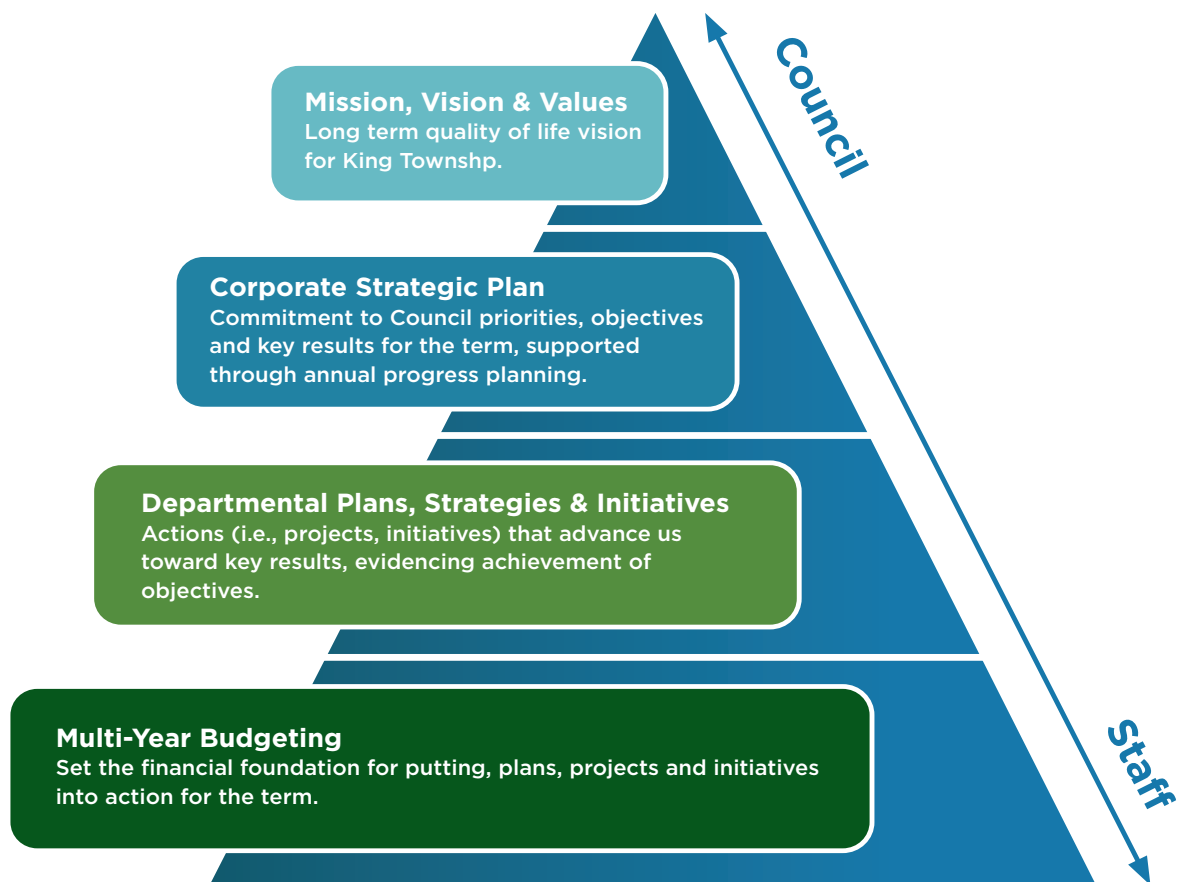 Council
Mission, Vision & Values
Long term quality of life vision
for King Townshp.
Corporate Strategic Plan
Commitment to Council priorities, objectives
and key results for the term, supported
through annual progress planning.
Departmental Plans, Strategies & Initiatives
Actions (i.e., projects, initiatives) that advance us
toward key results, evidencing achievement of
objectives.
Multi-Year Budgeting
Set the financial foundation for putting, plans, projects and initiatives
into action for the term.
Staff